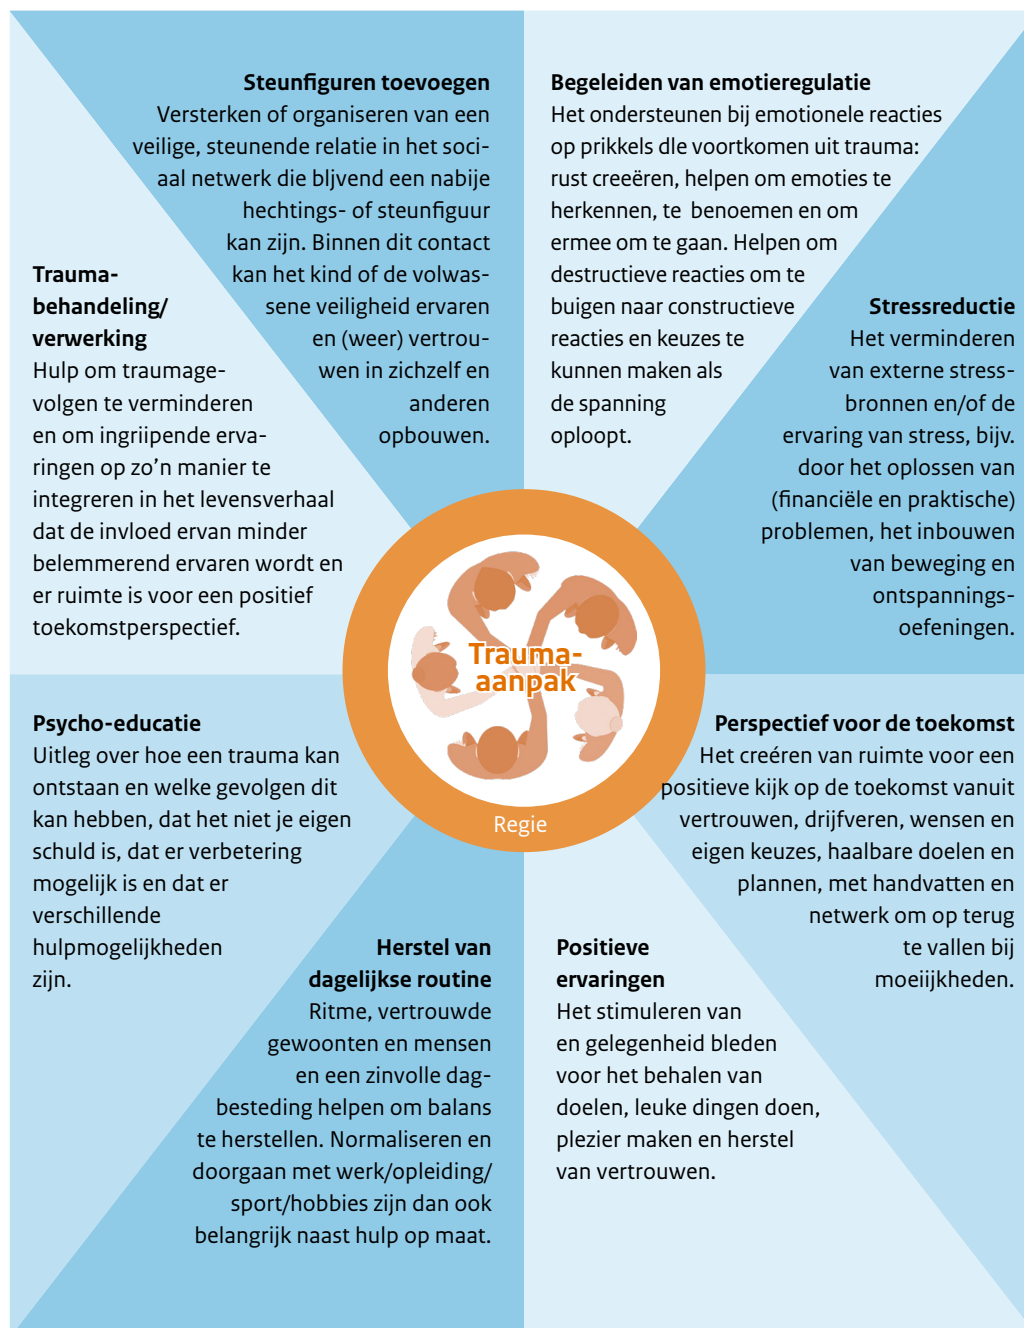 Steunfiguren toevoegen
Versterken of organiseren van een
veilige, steunende relatie in het soci-
aal netwerk die bljvend een nabije
hechtings- of steunfiguur
kan zijn. Binnen dit contact
kan het kind of de volwas-
sene veiligheid ervaren
en (weer) vertrou-
wen in zichzelf en
anderen
opbouwen.
Begeleiden van emotieregulatie
Het ondersteunen bij emotionele reacties
op prikkels dle voortkomen uit trauma:
rust creeëren, helpen om emoties te
herkennen, te benoemen en om
ermee om te gaan. Helpen om
destructieve reacties om te
buigen naar constructieve
reacties en keuzes te
kunnen maken als
de spanning
oploopt.
Trauma-
behandeling/
verwerking
Hulp om traumage-
volgen te verminderen
en om ingriipende erva-
ringen op zo’n manier te
integreren in het levensverhaal
dat de invloed ervan minder
belemmerend ervaren wordt en
er ruimte is voor een positief
toekomstperspectief.
Stressreductie
Het verminderen
van externe stress-
bronnen en/of de
ervaring van stress, bijv.
door het oplossen van
(financiële en praktische)
problemen, het inbouwen
van beweging en
ontspannings-
oefeningen.
Trauma-
aanpak
Regie
Psycho-educatie
Uitleg over hoe een trauma kan
ontstaan en welke gevolgen dit
kan hebben, dat het niet je eigen
schuld is, dat er verbetering
mogelijk is en dat er
verschillende
hulpmogelijkheden
zijn.
Perspectief voor de toekomst
Het creéren van ruimte voor een
positieve kijk op de toekomst vanuit
vertrouwen, drijfveren, wensen en
eigen keuzes, haalbare doelen en
plannen, met handvatten en
netwerk om op terug
te vallen bij
moeiijkheden.
Herstel van
dagelijkse routine
Ritme, vertrouwde
gewoonten en mensen
en een zinvolle dag-
besteding helpen om balans
te herstellen. Normaliseren en
doorgaan met werk/opleiding/
sport/hobbies zijn dan ook
belangrijk naast hulp op maat.
Positieve
ervaringen
Het stimuleren van
en gelegenheid bleden
voor het behalen van
doelen, leuke dingen doen,
plezier maken en herstel
van vertrouwen.